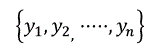 {y₁, y₂, ....., yₙ}